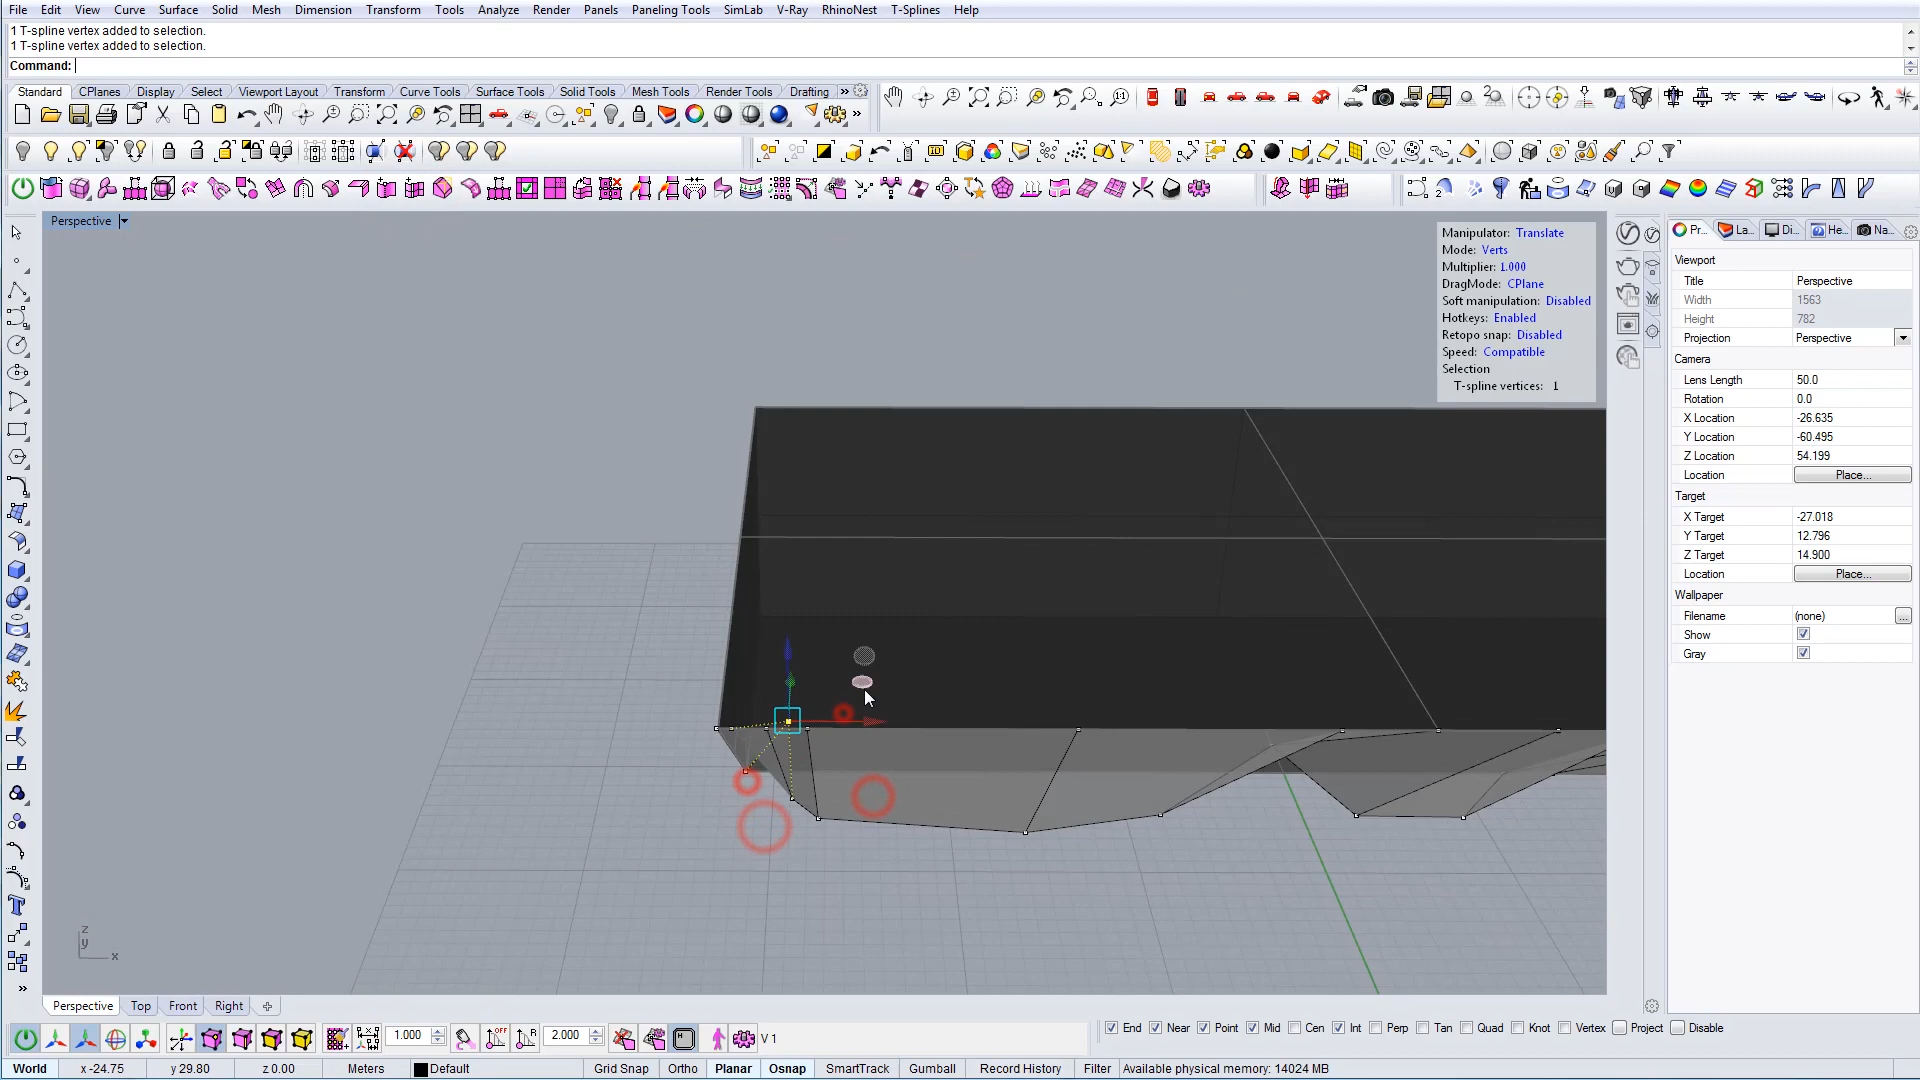 File Edit View Curve Surface Solid Mesh Dimension Transform Tools Analyze Render Panels Paneling Tools SimLab V-Ray RhinoNest T-Splines Help
1 T-spline vertex added to selection.
1 T-spline vertex added to selection.
Command:
Standard CPlanes Display Select Viewport Layout Transform Curve Tools Surface Tools Solid Tools Mesh Tools Render Tools Drafting »
Perspective
Manipulator: Translate
Mode: Verts
Multiplier: 1.000
DragMode: CPlane
Soft manipulation: Disabled
Hotkeys: Enabled
Retopo snap: Disabled
Speed: Compatible
Selection
T-spline vertices: 1
Pr... La... Di... He... Na...
Viewport
Title Perspective
Width 1563
Height 782
Projection Perspective
Camera
Lens Length 50.0
Rotation 0.0
X Location -26.635
Y Location -60.495
Z Location 54.199
Location Place...
Target
X Target -27.018
Y Target 12.796
Z Target 14.900
Location Place...
Wallpaper
Filename (none) ...
Show
Gray
z
y
x
Perspective Top Front Right
1.000 OFF R 2.000 H V 1
End Near Point Mid Cen Int Perp Tan Quad Knot Vertex Project Disable
World x -24.75 y 29.80 z 0.00 Meters Default Grid Snap Ortho Planar Osnap SmartTrack Gumball Record History Filter Available physical memory: 14024 MB